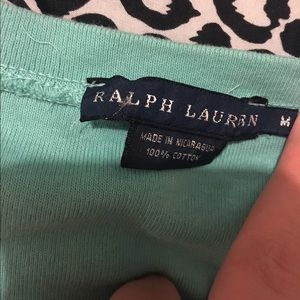 RALPH LAUREN M
MADE IN NICARAGUA
100% COTTON